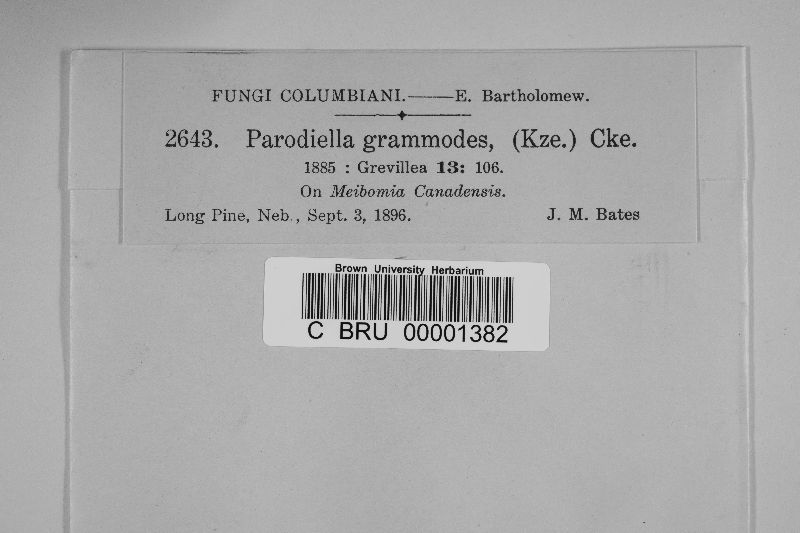 FUNGI COLUMBIANI.——E. Bartholomew.
2643. Parodiella grammodes, (Kze.) Cke.
1885 : Grevillea 13: 106.
On Meibomia Canadensis.
Long Pine, Neb., Sept. 3, 1896. J. M. Bates
Brown University Herbarium
C BRU 00001382